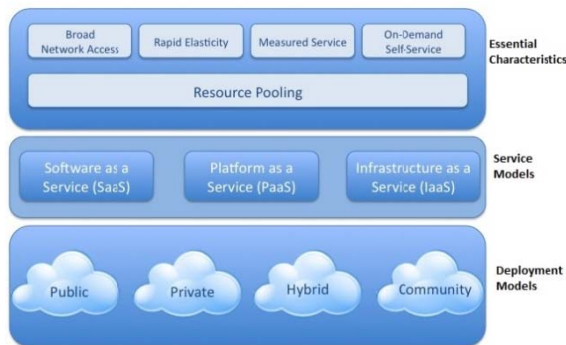 Broad
Network Access
Rapid Elasticity
Measured Service
On-Demand
Self-Service
Essential
Characteristics
Resource Pooling
Software as a
Service (SaaS)
Platform as a
Service (PaaS)
Infrastructure as a
Service (IaaS)
Service
Models
Public
Private
Hybrid
Community
Deployment
Models